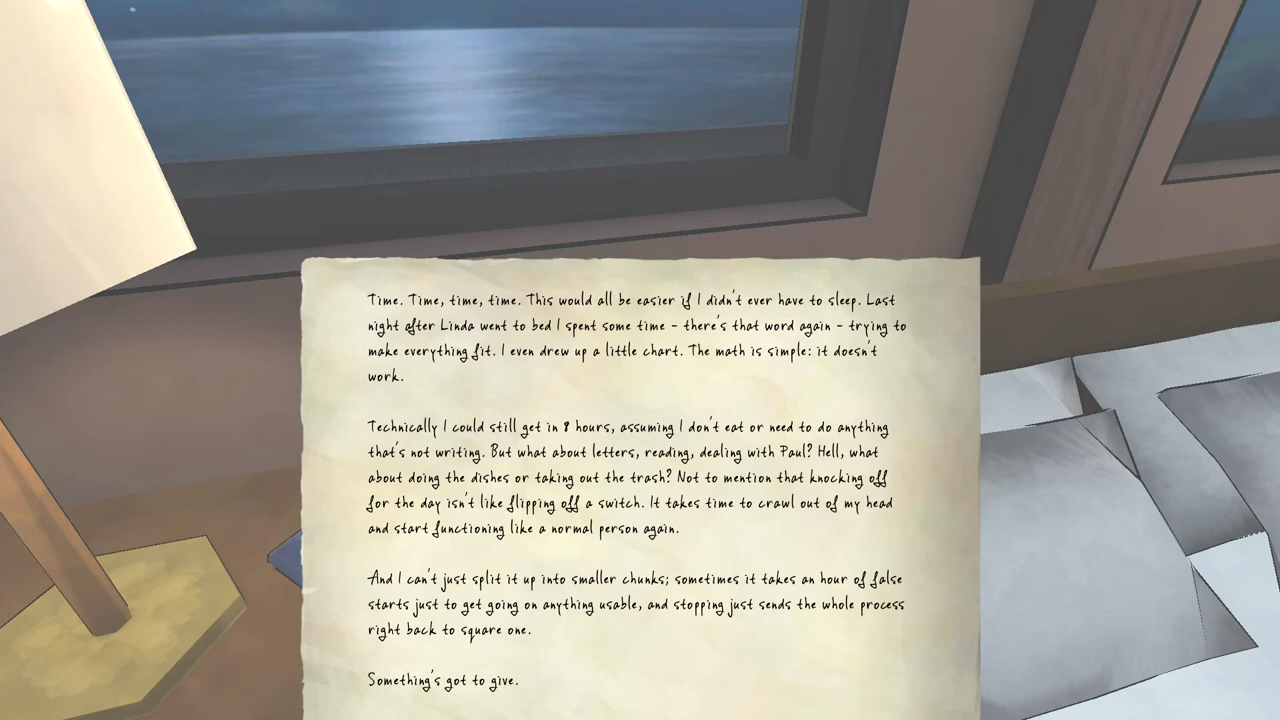 Time. Time, time, time. This would all be easier if I didn't ever have to sleep. Last
night after Linda went to bed I spent some time - there's that word again - trying to
make everything fit. I even drew up a little chart. The math is simple: it doesn't
work.
Technically I could still get in 8 hours, assuming I don't eat or need to do anything
that's not writing. But what about letters, reading, dealing with Paul? Hell, what
about doing the dishes or taking out the trash? Not to mention that knocking off
for the day isn't like flipping off a switch. It takes time to crawl out of my head
and start functioning like a normal person again.
And I can't just split it up into smaller chunks; sometimes it takes an hour of false
starts just to get going on anything usable, and stopping just sends the whole process
right back to square one.
Something's got to give.